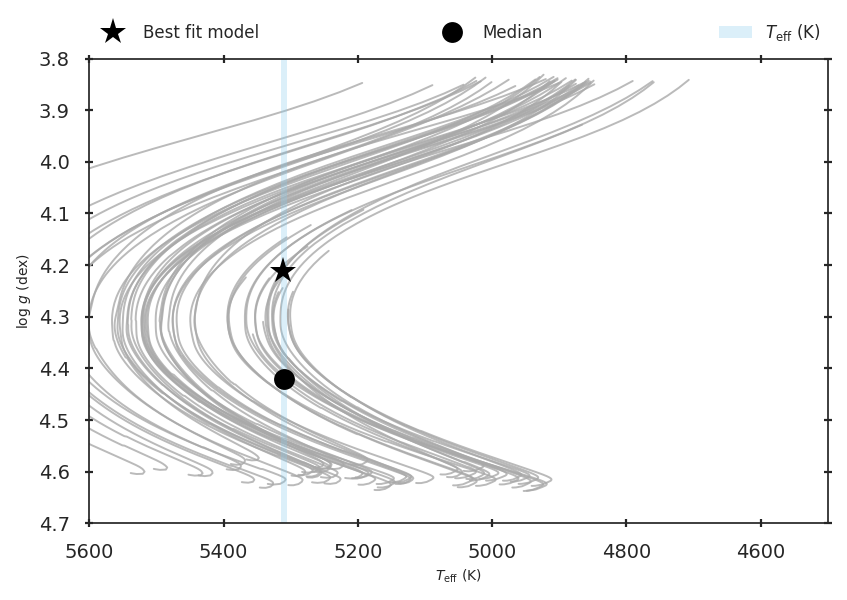 Best fit model Median T_eff (K)
3.8
3.9
4.0
4.1
4.2
4.3
4.4
4.5
4.6
4.7
log g (dex)
5600 5400 5200 5000 4800 4600
T_eff (K)